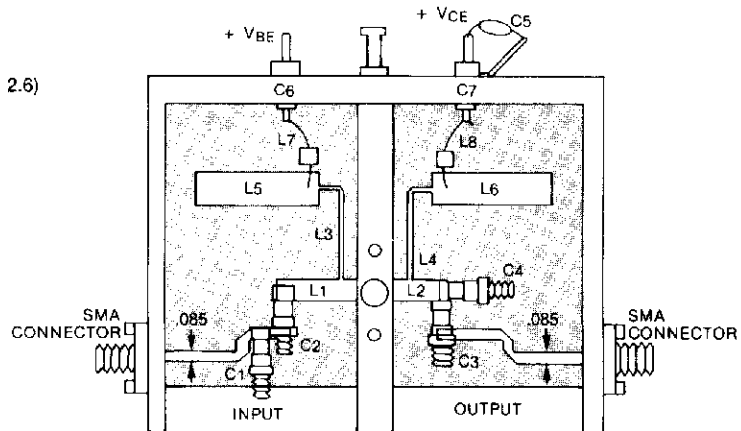 + VBE
+ VCE
C5
2.6)
C6
C7
L7
L8
L5
L6
L3
L4
C4
L1
L2
SMA
CONNECTOR
.085
C2
C3
.085
SMA
CONNECTOR
C1
INPUT
OUTPUT